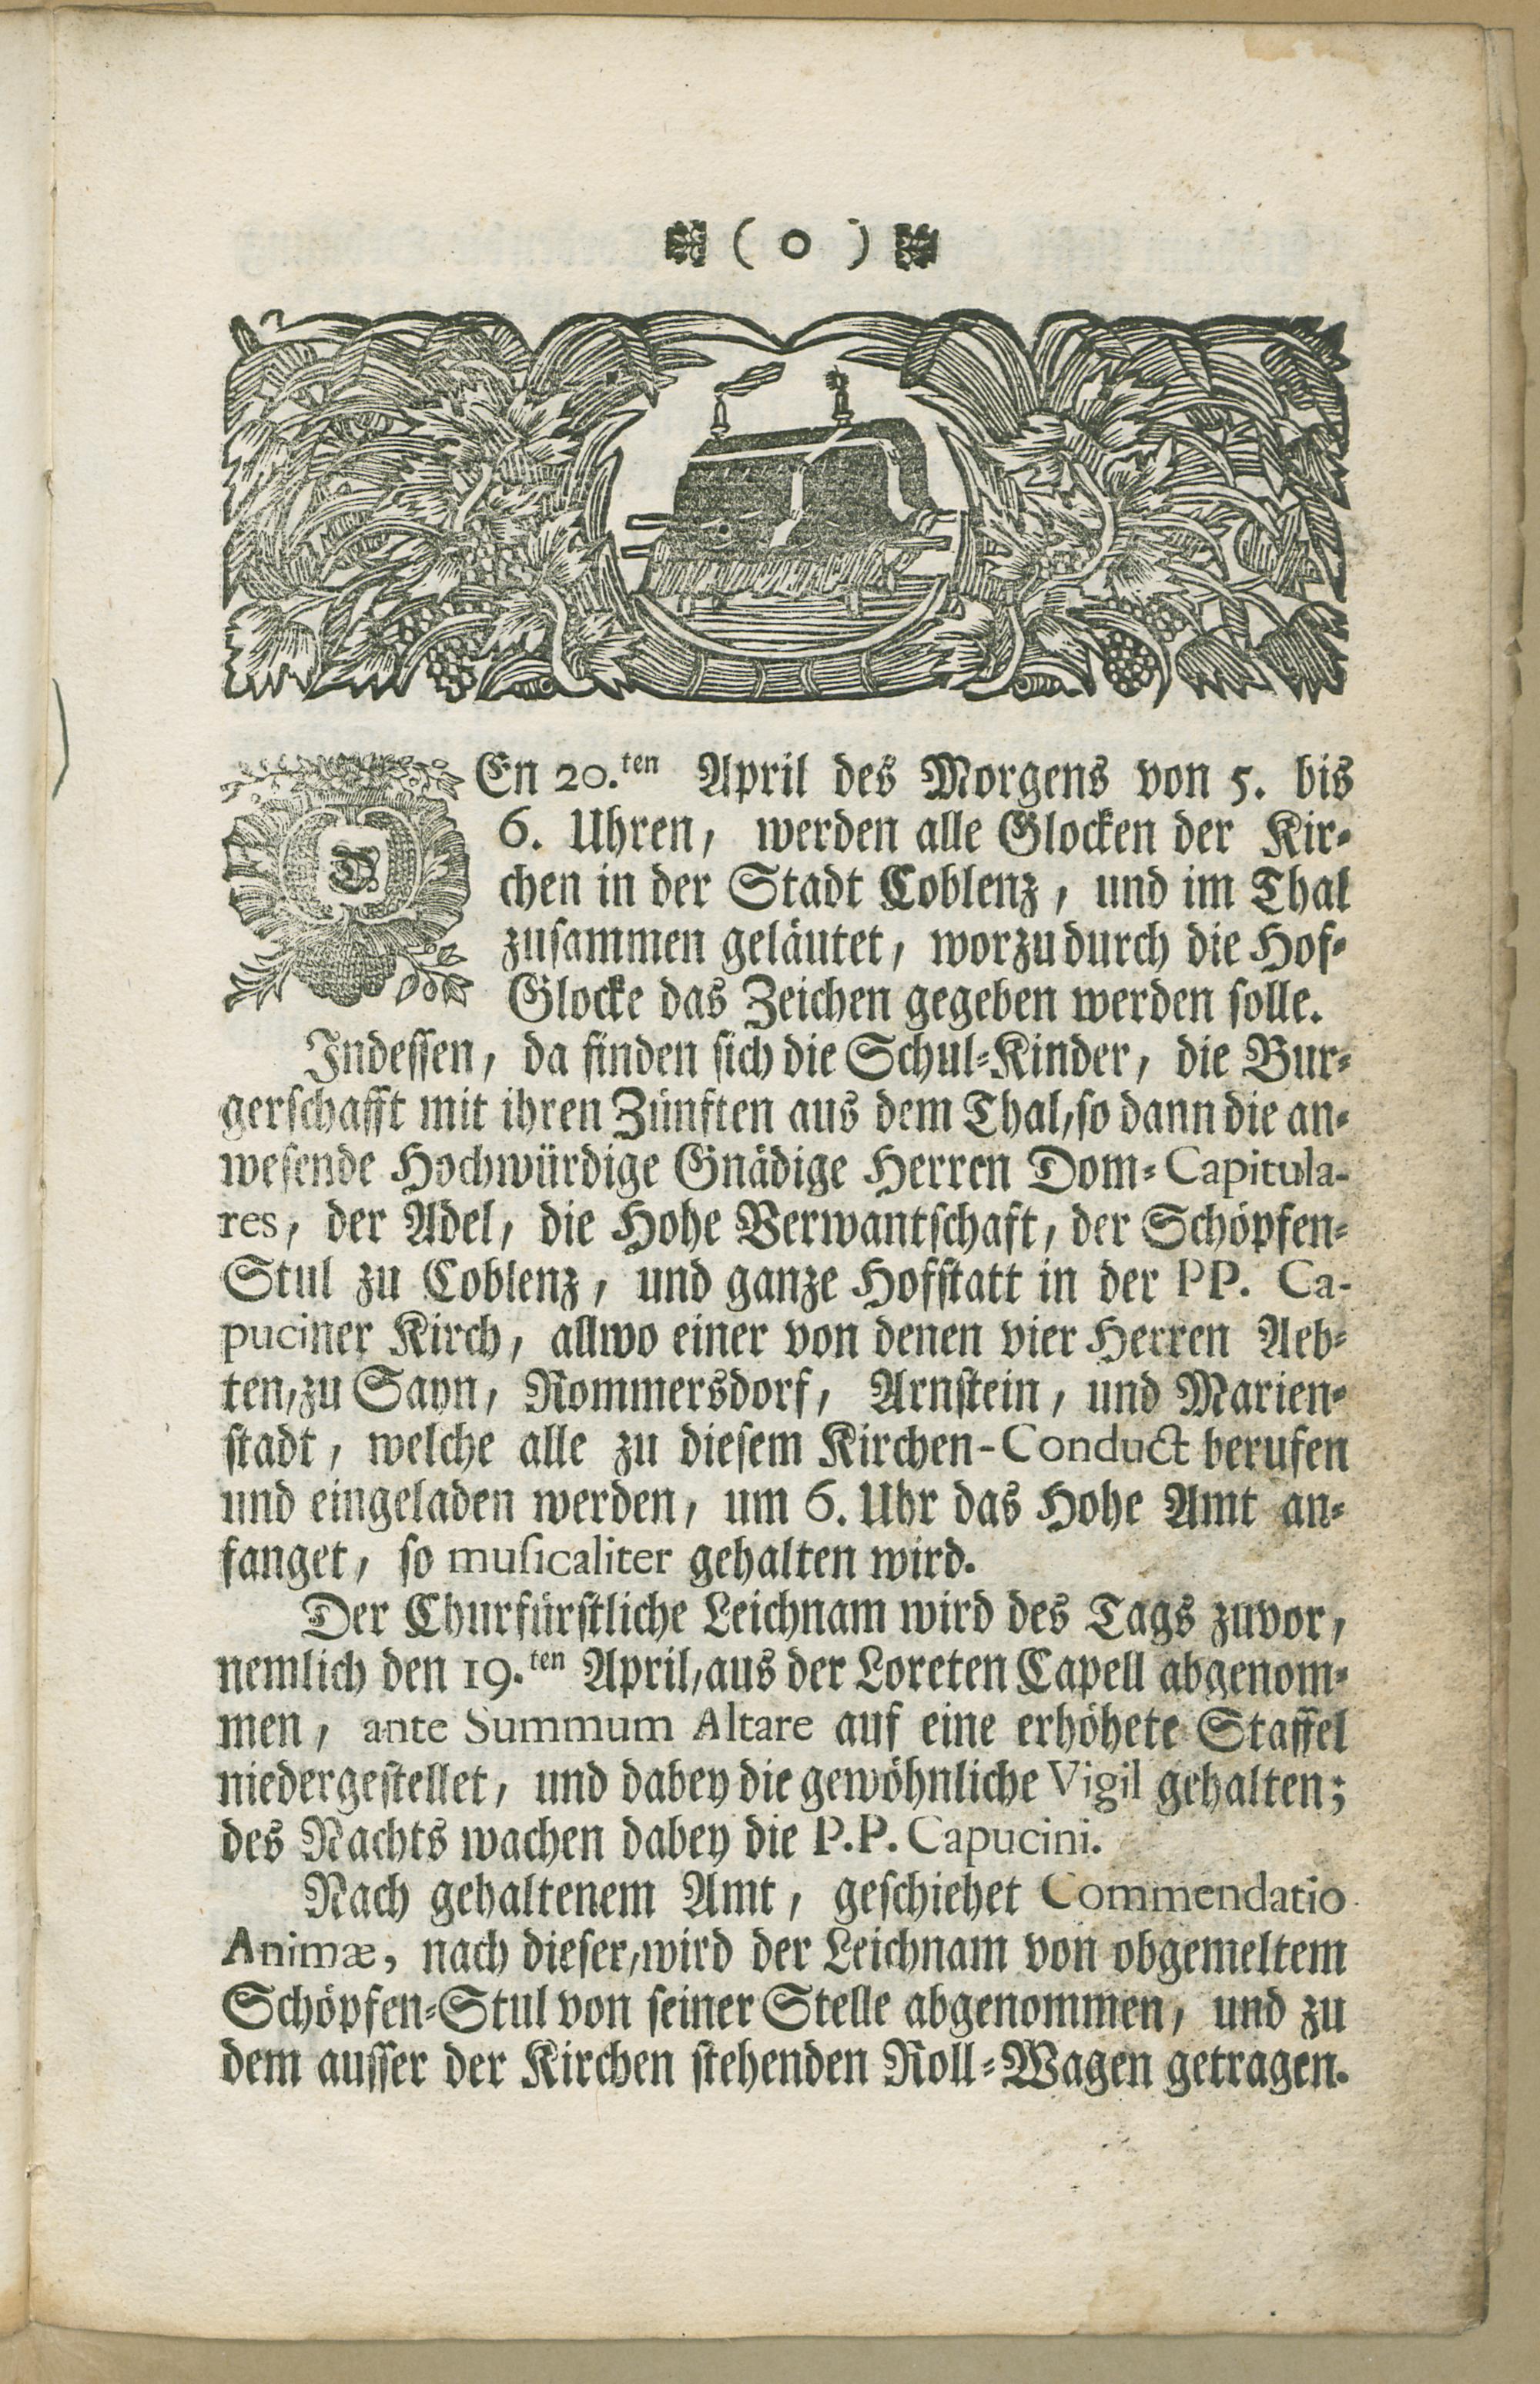 ( o )
DEn 20.ten April des Morgens von 5. bis
6. Uhren, werden alle Glocken der Kir-
chen in der Stadt Coblenz, und im Thal
zusammen geläutet, worzu durch die Hof-
Glocke das Zeichen gegeben werden solle.
Indessen, da finden sich die Schul-Kinder, die Bur-
gerschafft mit ihren Zünften aus dem Thal, so dann die an-
wesende Hochwürdige Gnädige Herren Dom-Capitula-
res, der Adel, die Hohe Verwantschaft, der Schöpfen-
Stul zu Coblenz, und ganze Hofstatt in der PP. Ca-
puciner Kirch, allwo einer von denen vier Herren Aeb-
ten, zu Sayn, Rommersdorf, Arnstein, und Marien-
stadt, welche alle zu diesem Kirchen-Conduct berufen
und eingeladen werden, um 6. Uhr das Hohe Amt an-
fanget, so musicaliter gehalten wird.
Der Churfürstliche Leichnam wird des Tags zuvor,
nemlich den 19.ten April, aus der Loreten Capell abgenom-
men, ante Summum Altare auf eine erhöhete Staffel
niedergestellet, und dabey die gewöhnliche Vigil gehalten;
des Nachts wachen dabey die P.P. Capucini.
Nach gehaltenem Amt, geschiehet Commendatio
Animæ, nach dieser, wird der Leichnam von obgemeltem
Schöpfen-Stul von seiner Stelle abgenommen, und zu
dem ausser der Kirchen stehenden Roll-Wagen getragen.